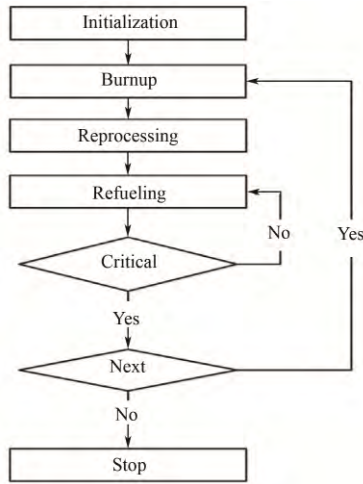 Initialization
Burnup
Reprocessing
Refueling
No
Yes
Critical
Yes
Next
No
Stop